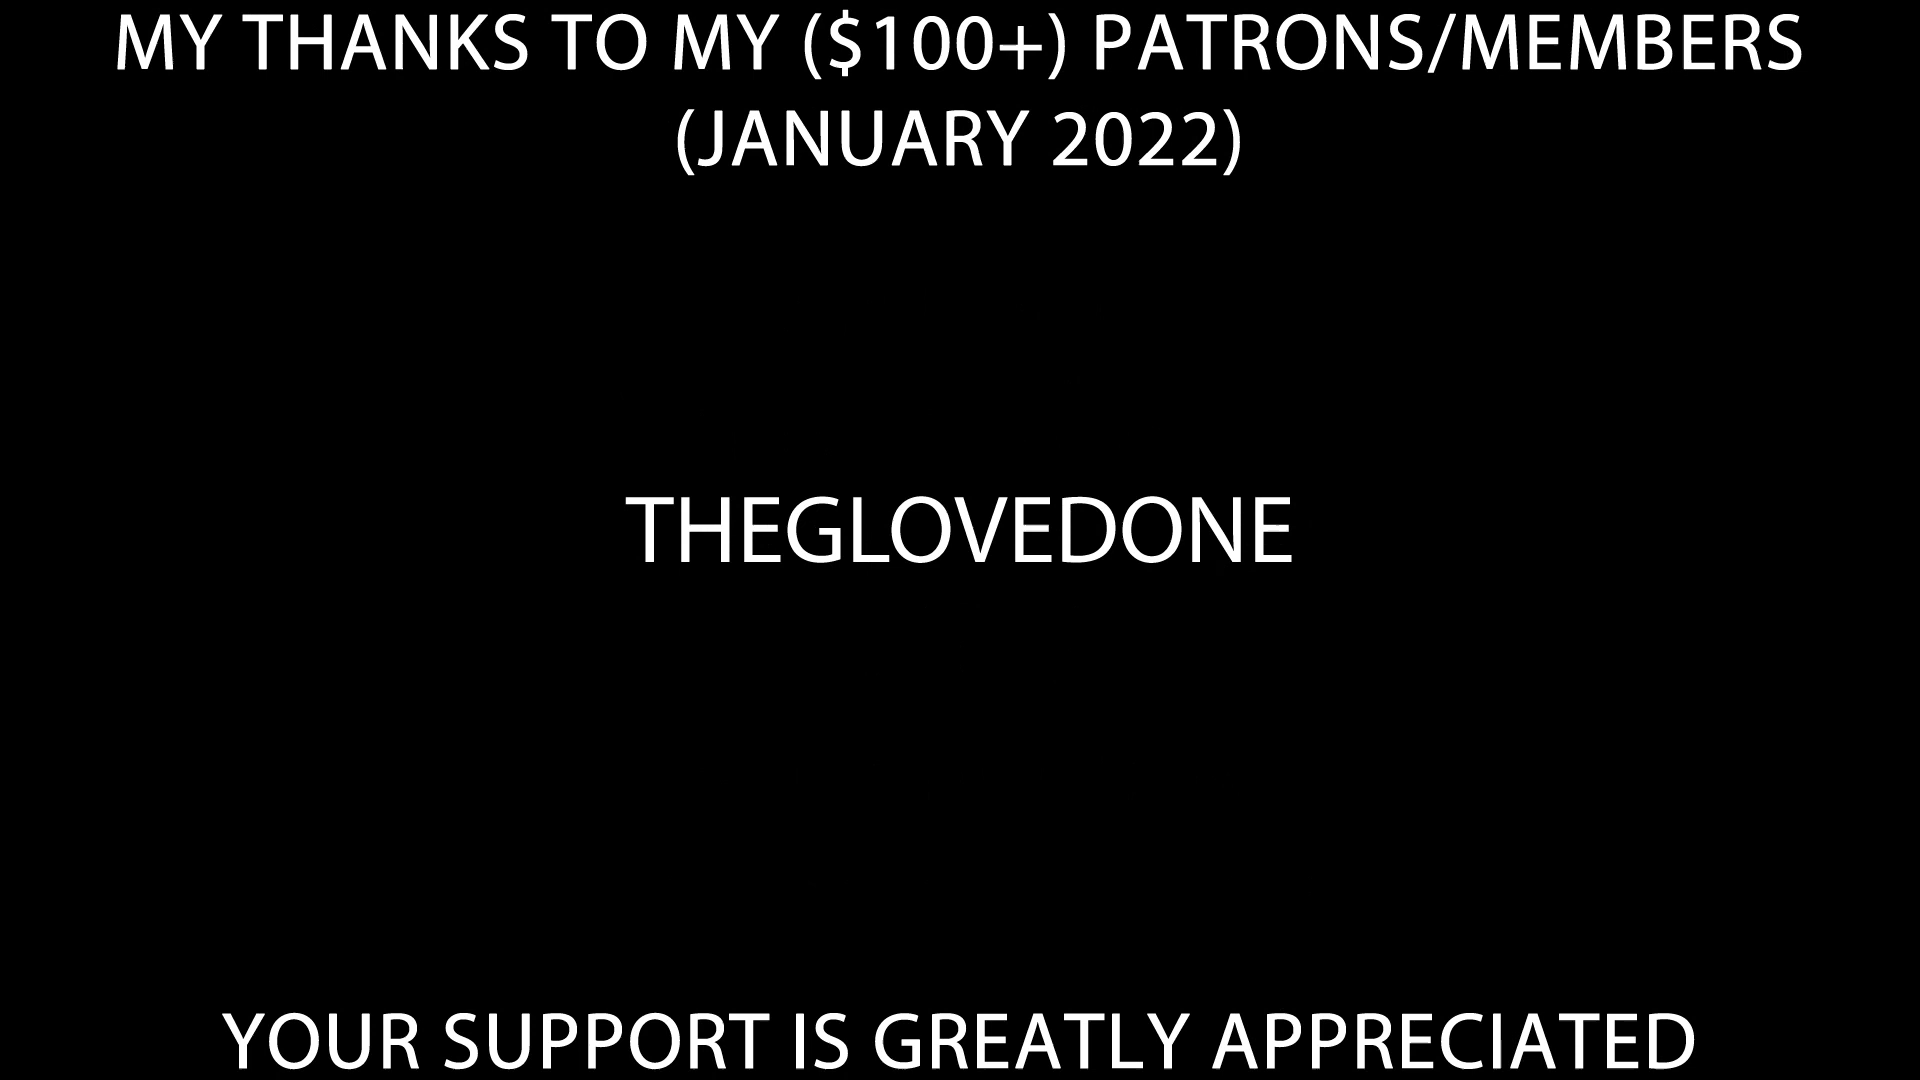 MY THANKS TO MY ($100+) PATRONS/MEMBERS
(JANUARY 2022)
THEGLOVEDONE
YOUR SUPPORT IS GREATLY APPRECIATED